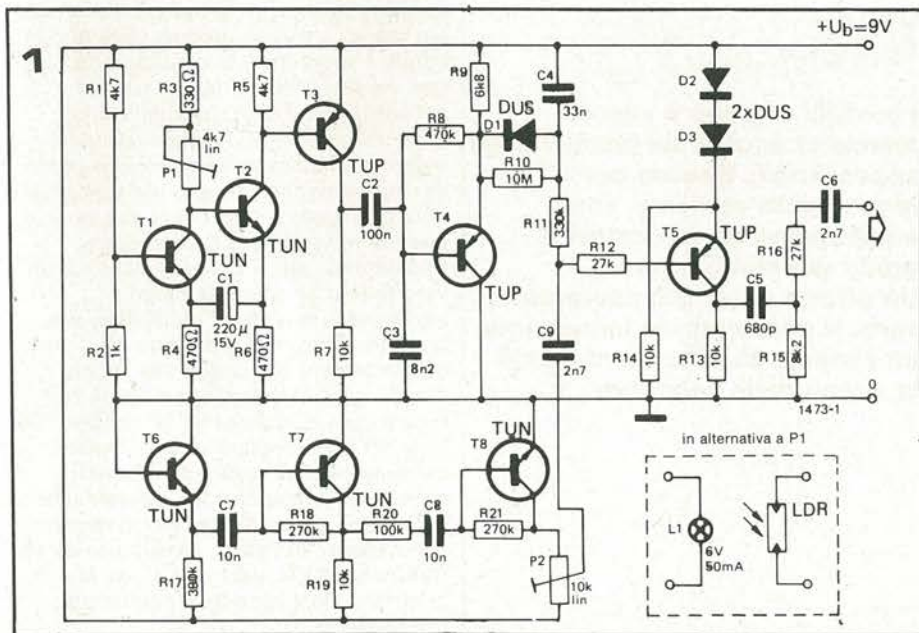 1
+Ub=9V
R1
4k7
R3
330Ω
R5
4k7
T3
TUP
4k7
lin
P1
T2
TUN
T1
TUN
C1
220µ
15V
R2
1k
R4
470Ω
R6
470Ω
C2
100n
R7
10k
C3
8n2
R8
470k
R9
6k8
D1
DUS
C4
33n
R10
10M
T4
TUP
R11
330k
R12
27k
C9
2n7
D2
D3
2xDUS
T5
TUP
R14
10k
R13
10k
C5
680p
C6
2n7
R16
27k
R15
8k2
0
1473-1
T6
TUN
C7
10n
R17
T7
TUN
R18
270k
R19
10k
R20
100k
C8
10n
T8
TUN
R21
270k
P2
10k
lin
in alternativa a P1
L1
6V
50mA
LDR